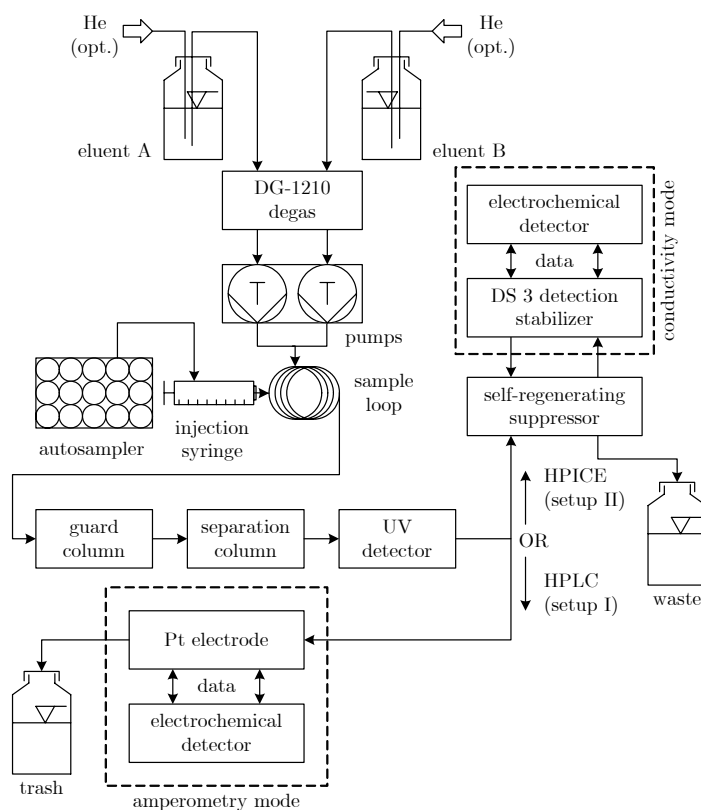 He
(opt.)
He
(opt.)
eluent A
eluent B
DG-1210
degas
electrochemical
detector
data
DS 3 detection
stabilizer
conductivity mode
pumps
autosampler
injection
syringe
sample
loop
self-regenerating
suppressor
HPICE
(setup II)
OR
HPLC
(setup I)
waste
guard
column
separation
column
UV
detector
Pt electrode
data
electrochemical
detector
trash
amperometry mode